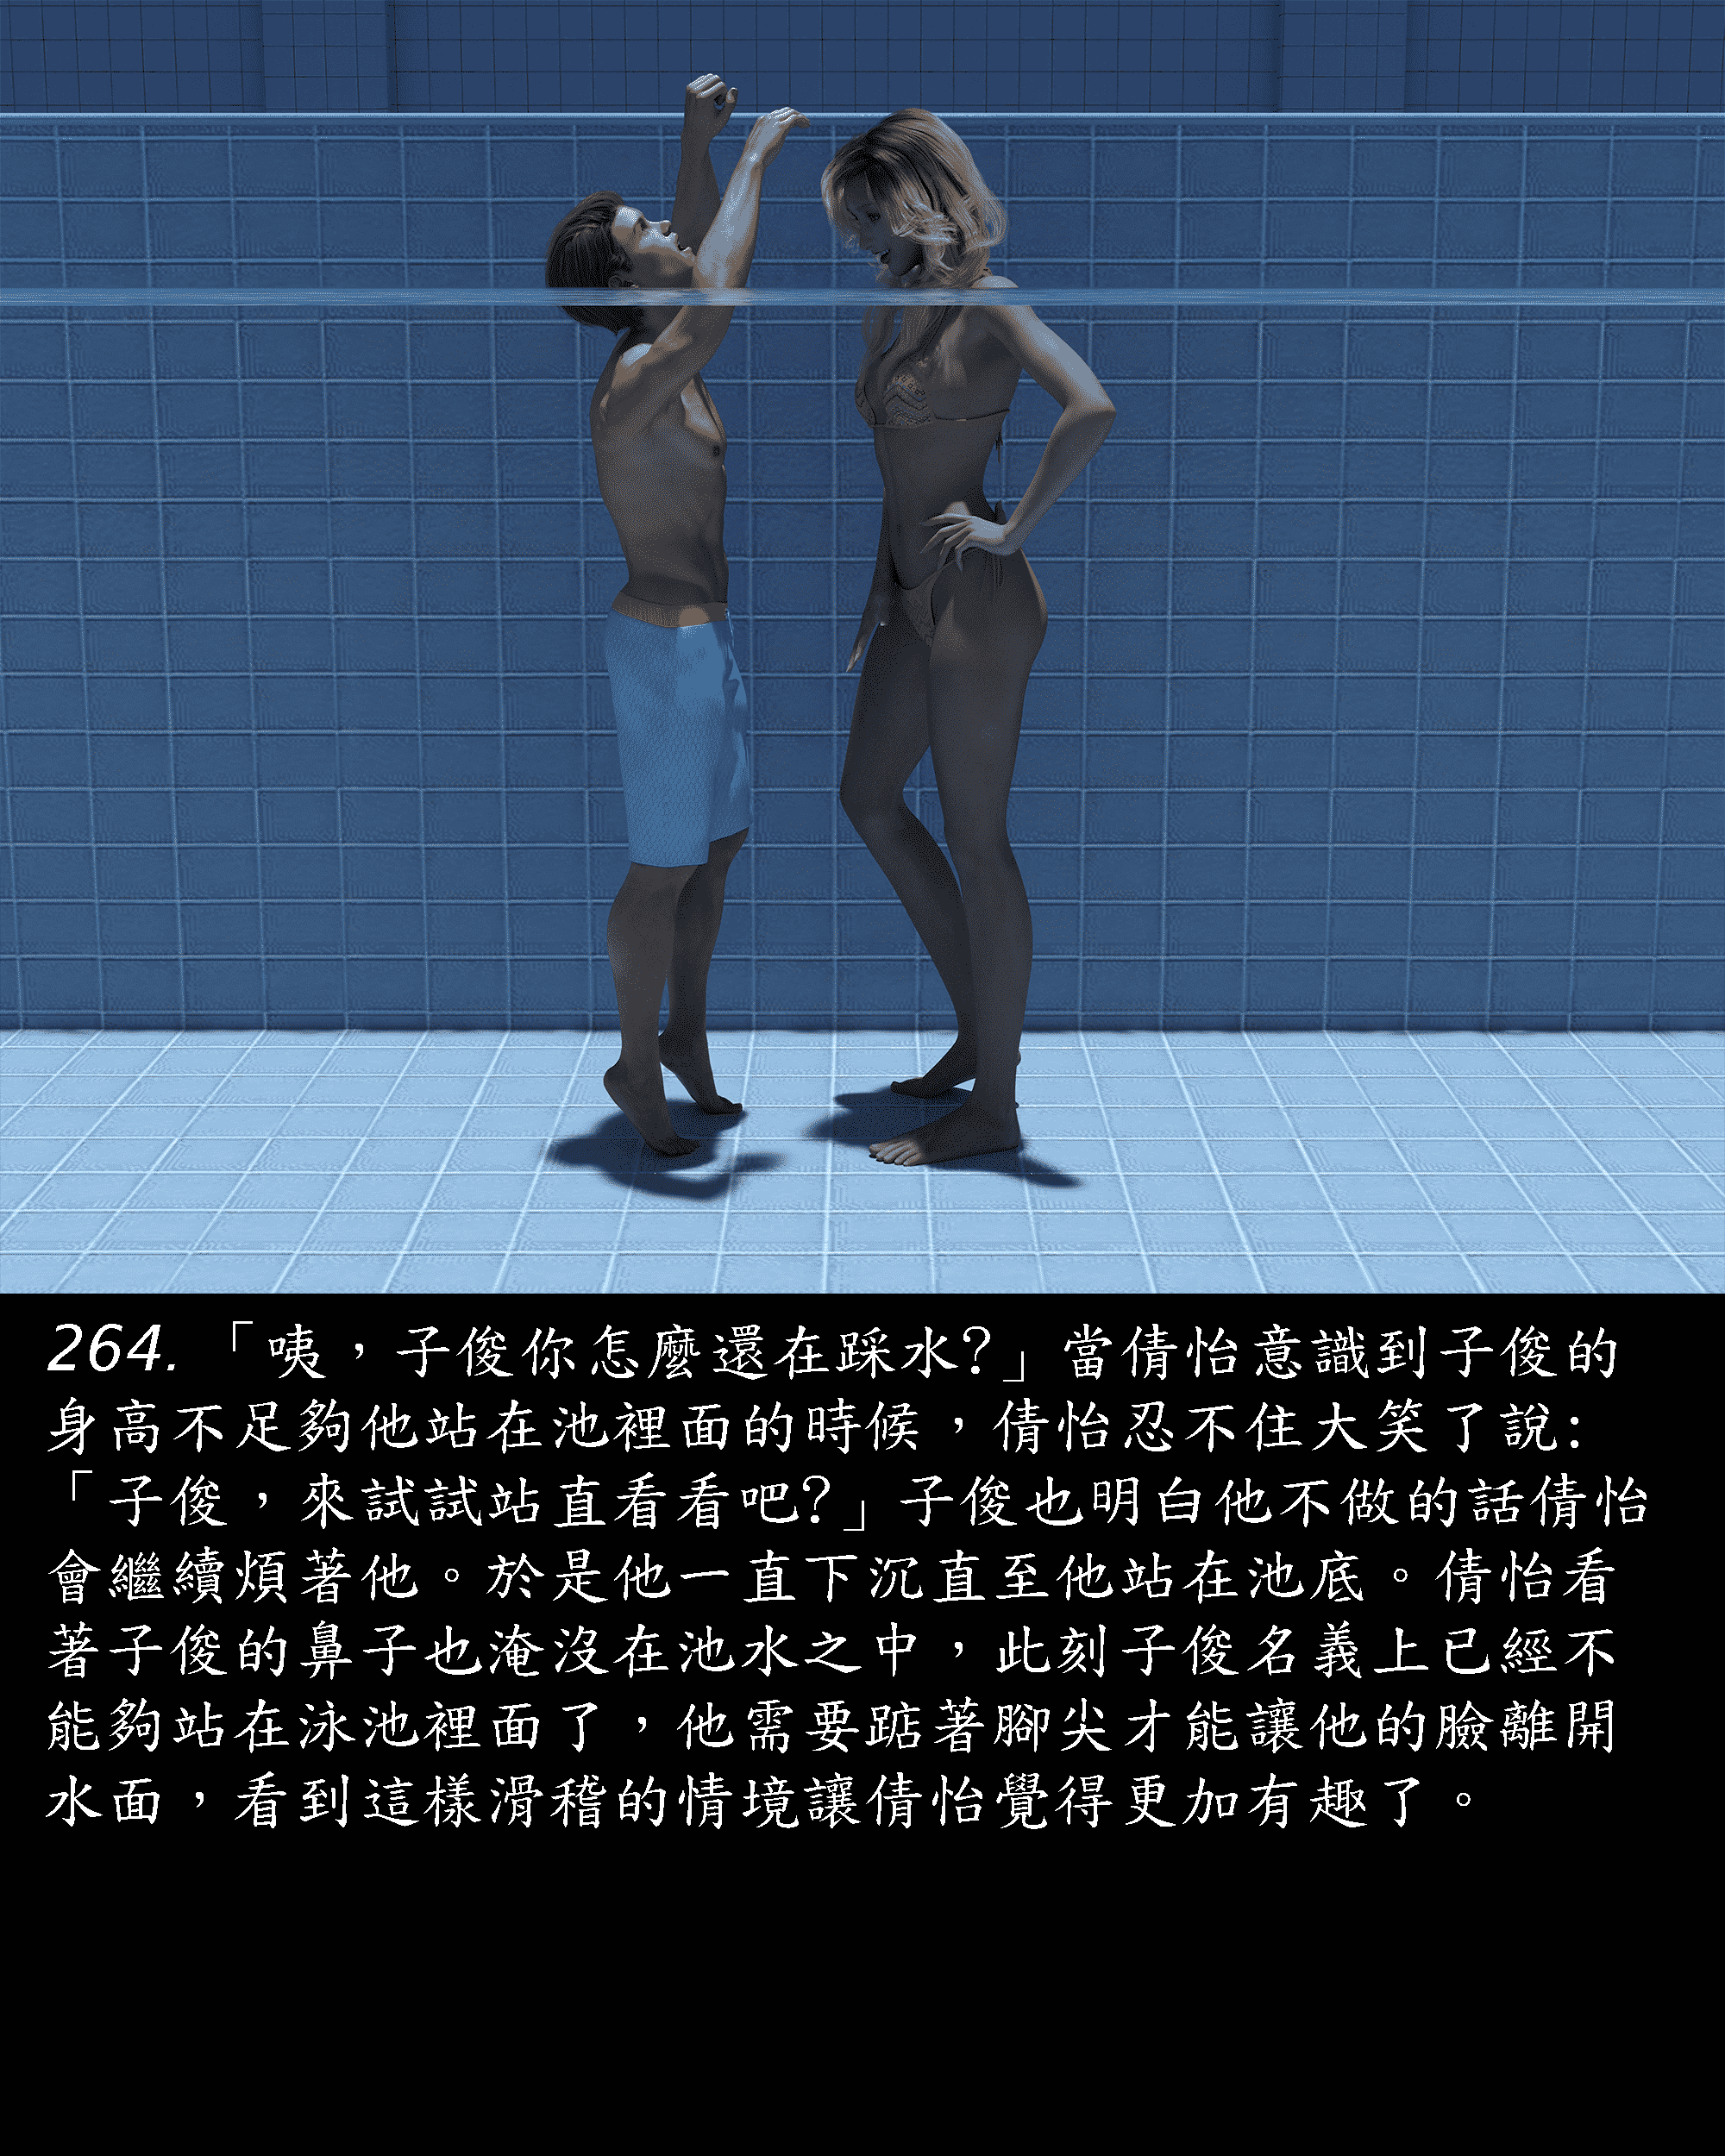 264.「咦，子俊你怎麼還在踩水?」當倩怡意識到子俊的
身高不足夠他站在池裡面的時候，倩怡忍不住大笑了說:
「子俊，來試試站直看看吧?」子俊也明白他不做的話倩怡
會繼續煩著他。於是他一直下沉直至他站在池底。倩怡看
著子俊的鼻子也淹沒在池水之中，此刻子俊名義上已經不
能夠站在泳池裡面了，他需要踮著腳尖才能讓他的臉離開
水面，看到這樣滑稽的情境讓倩怡覺得更加有趣了。